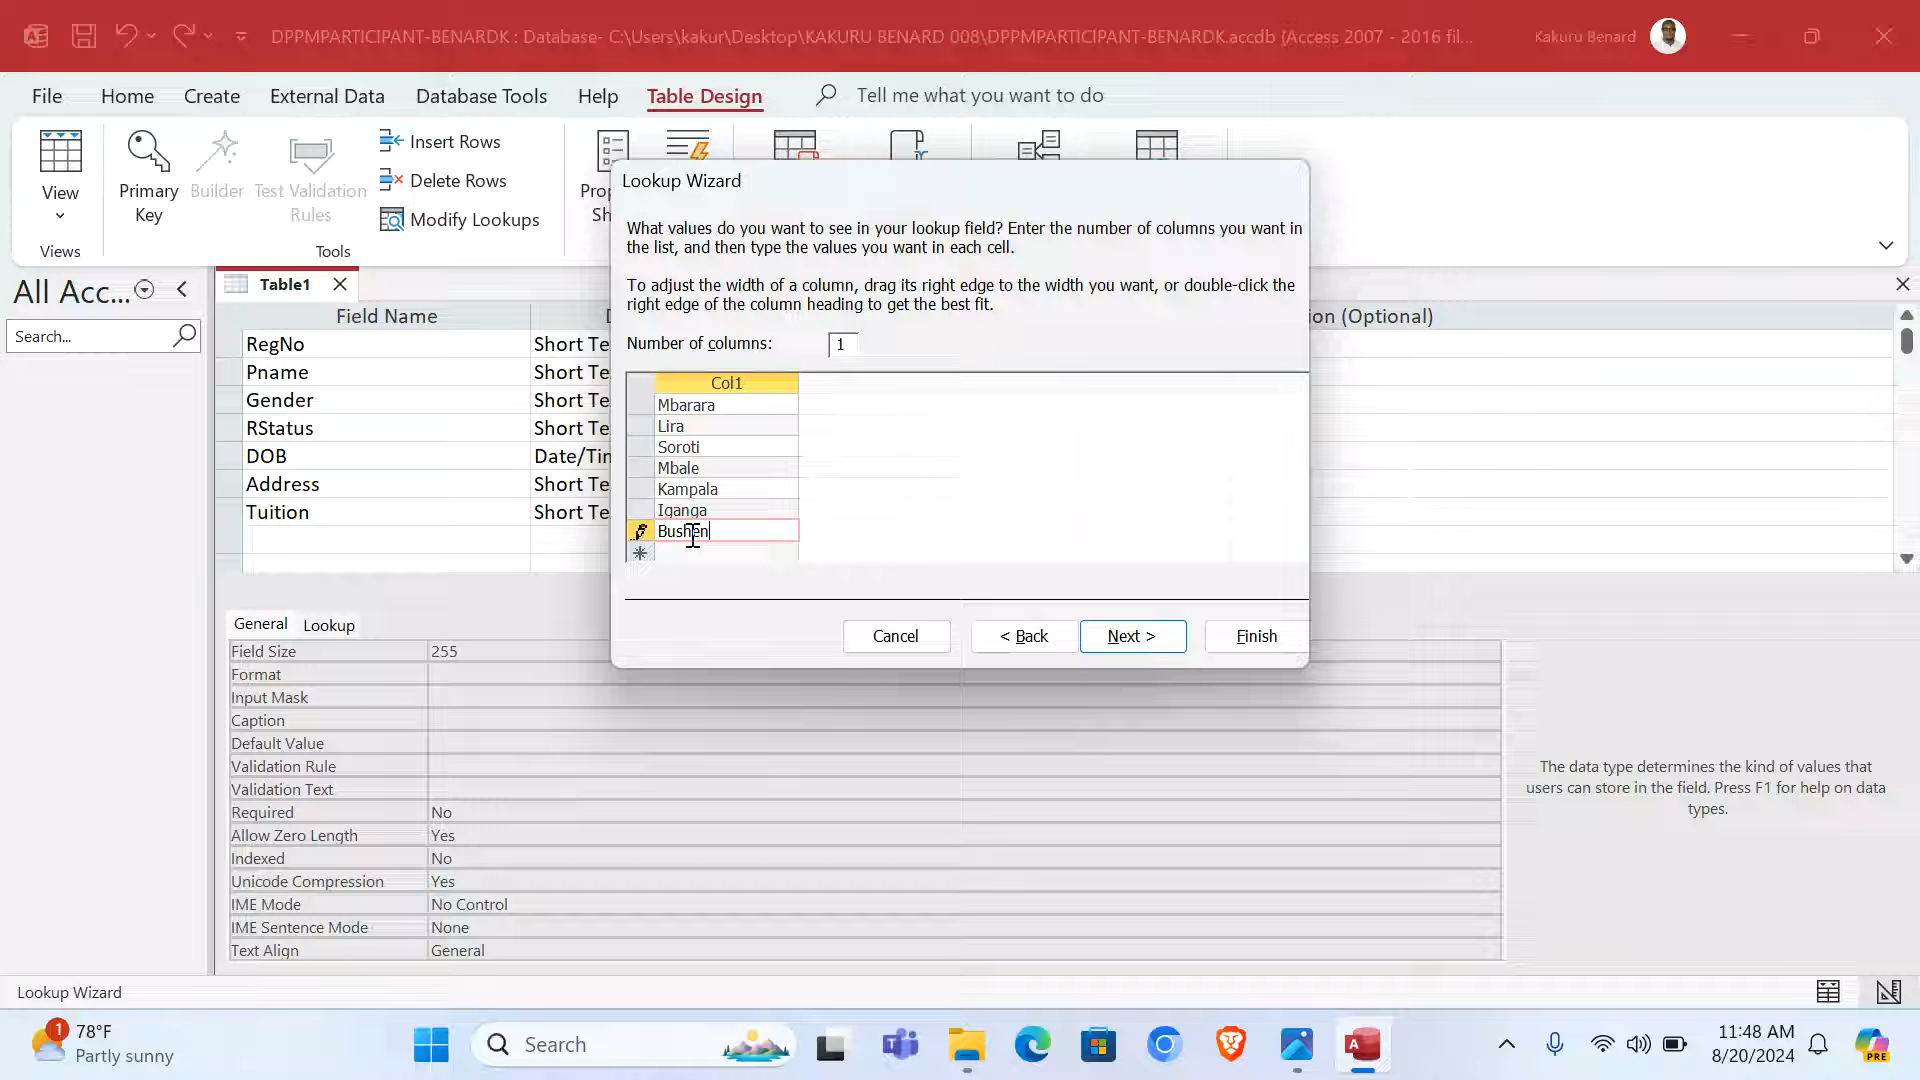 DPPMPARTICIPANT-BENARDK : Database- C:\Users\kakur\Desktop\KAKURU BENARD 008\DPPMPARTICIPANT-BENARDK.accdb (Access 2007 - 2016 fil...
Kakuru Benard
File
Home
Create
External Data
Database Tools
Help
Table Design
Tell me what you want to do
View
Primary
Key
Builder
Test Validation
Rules
Insert Rows
Delete Rows
Modify Lookups
Prop
Sh
Views
Tools
All Acc...
Search...
Table1
Field Name
D
ion (Optional)
RegNo
Short Te
Pname
Short Te
Gender
Short Te
RStatus
Short Te
DOB
Date/Tin
Address
Short Te
Tuition
Short Te
Lookup Wizard
What values do you want to see in your lookup field? Enter the number of columns you want in
the list, and then type the values you want in each cell.
To adjust the width of a column, drag its right edge to the width you want, or double-click the
right edge of the column heading to get the best fit.
Number of columns:
1
Col1
Mbarara
Lira
Soroti
Mbale
Kampala
Iganga
Bushen
Cancel
< Back
Next >
Finish
General
Lookup
Field Size
255
Format
Input Mask
Caption
Default Value
Validation Rule
Validation Text
Required
No
Allow Zero Length
Yes
Indexed
No
Unicode Compression
Yes
IME Mode
No Control
IME Sentence Mode
None
Text Align
General
The data type determines the kind of values that
users can store in the field. Press F1 for help on data
types.
Lookup Wizard
1
78°F
Partly sunny
Search
11:48 AM
8/20/2024
PRE